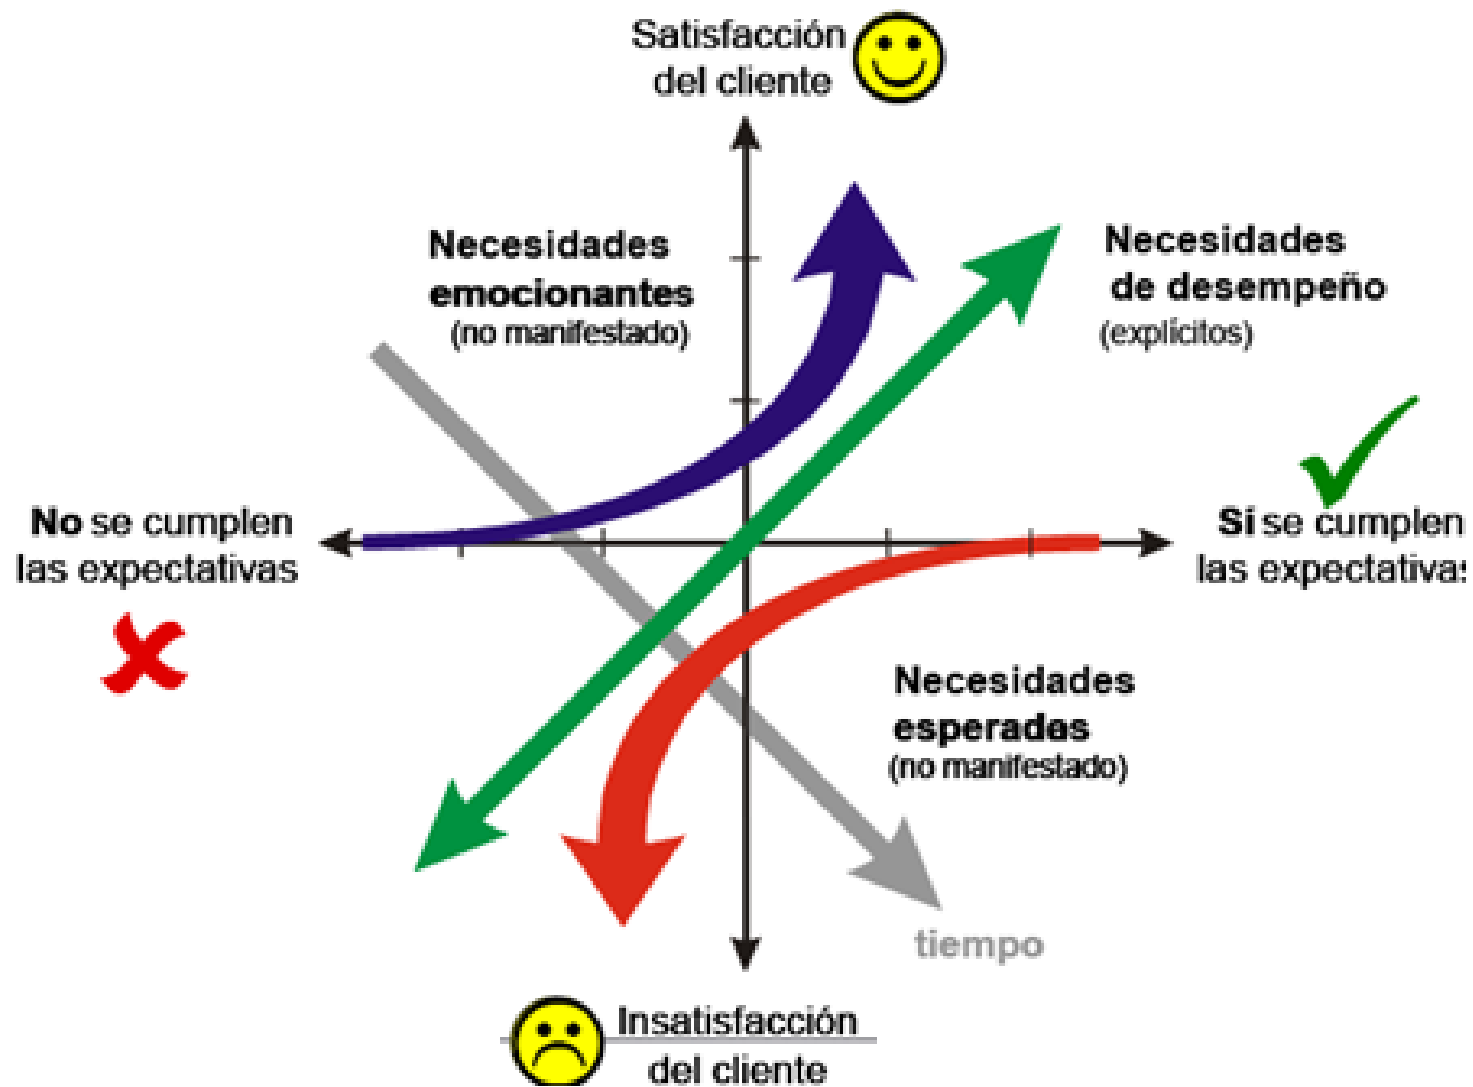 Satisfacción
del cliente
Necesidades
emocionantes
(no manifestado)
Necesidades
de desempeño
(explícitos)
No se cumplen
las expectativas
Sí se cumplen
las expectativas
Necesidades
esperadas
(no manifestado)
tiempo
Insatisfacción
del cliente